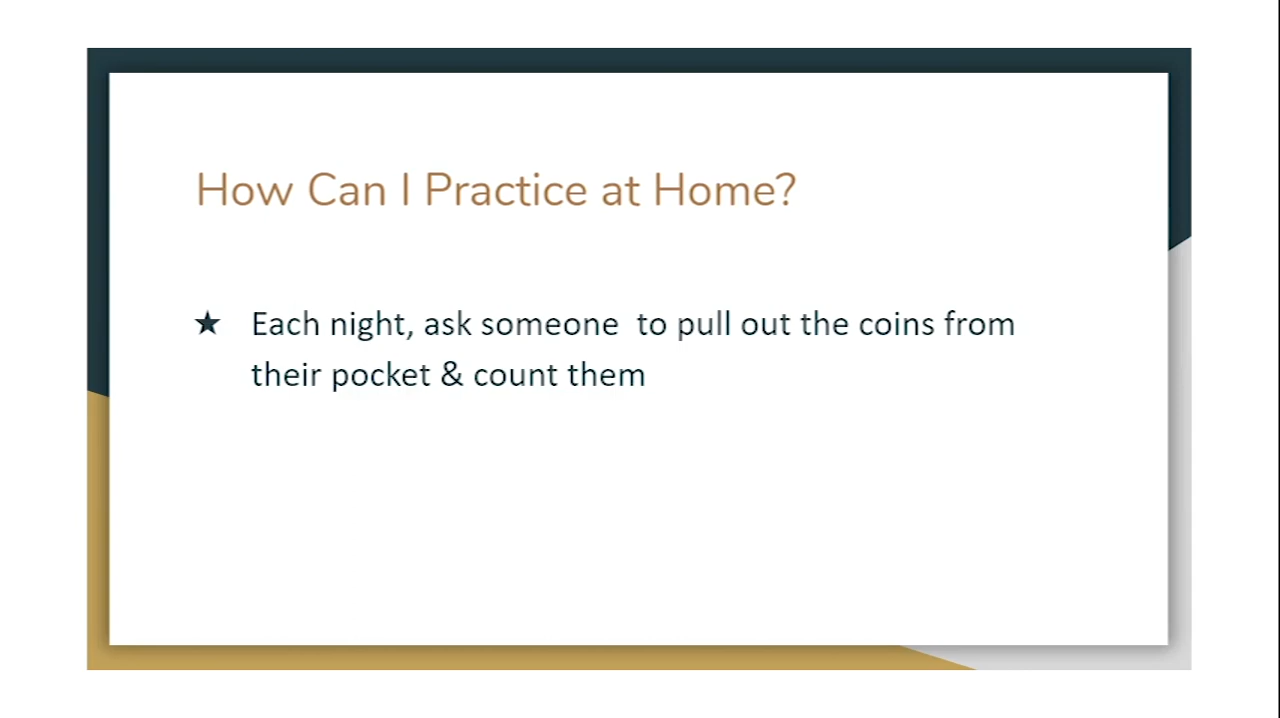 How Can I Practice at Home?
★ Each night, ask someone  to pull out the coins from
their pocket & count them